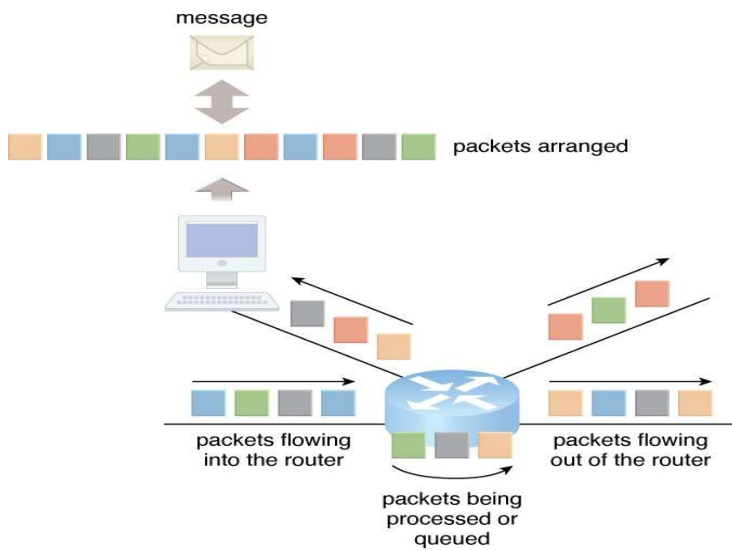 message
packets arranged
packets flowing
into the router
packets flowing
out of the router
packets being
processed or
queued